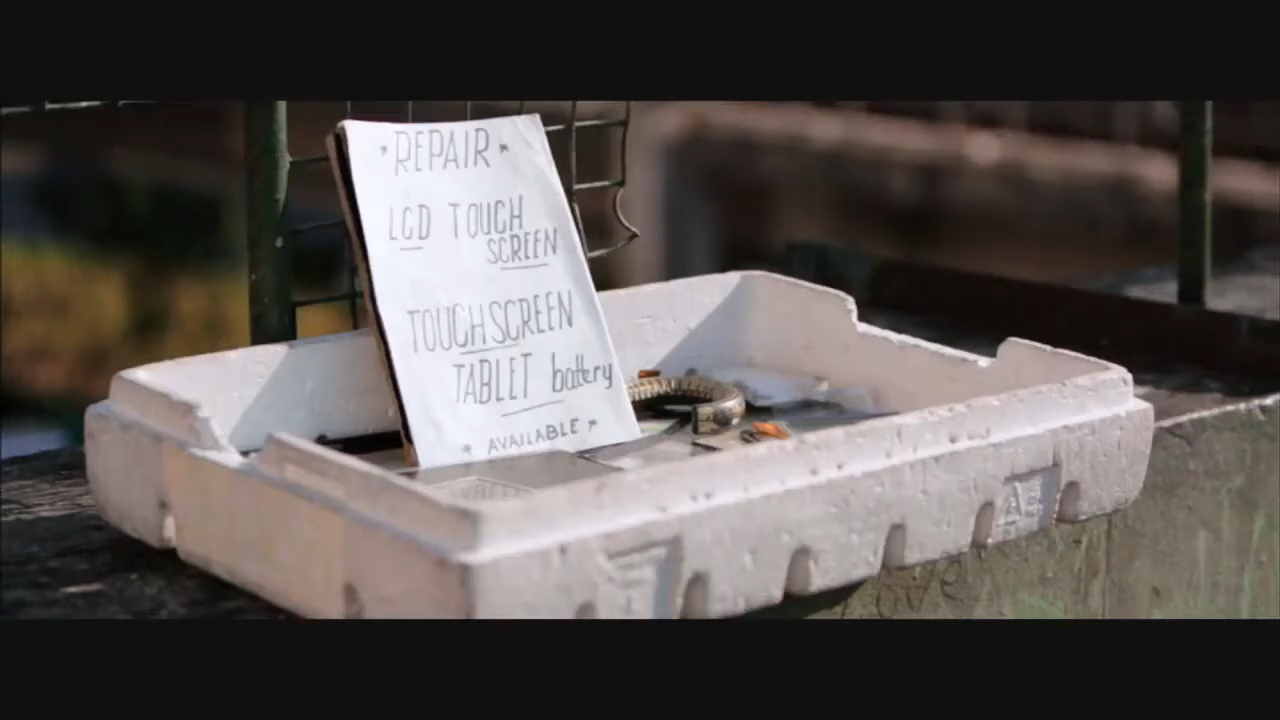 "REPAIR"
LCD TOUCH
SCREEN
TOUCHSCREEN
TABLET battery
" AVAILABLE "